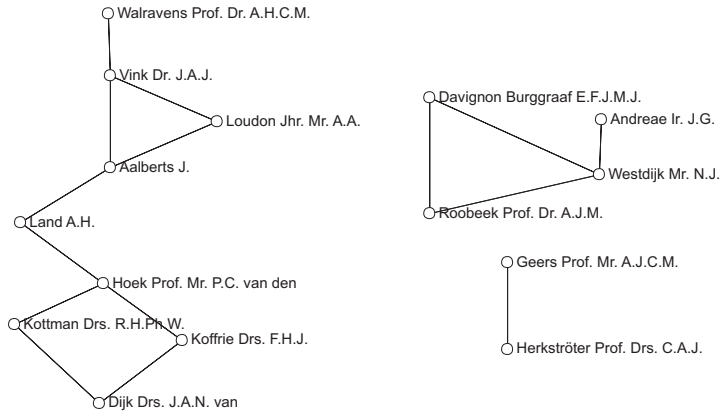 Walravens Prof. Dr. A.H.C.M.
Vink Dr. J.A.J.
Loudon Jhr. Mr. A.A.
Aalberts J.
Land A.H.
Hoek Prof. Mr. P.C. van den
Kottman Drs. R.H.Ph.W.
Koffrie Drs. F.H.J.
Dijk Drs. J.A.N. van
Davignon Burggraaf E.F.J.M.J.
Andreae Ir. J.G.
Westdijk Mr. N.J.
Roobeek Prof. Dr. A.J.M.
Geers Prof. Mr. A.J.C.M.
Herkströter Prof. Drs. C.A.J.